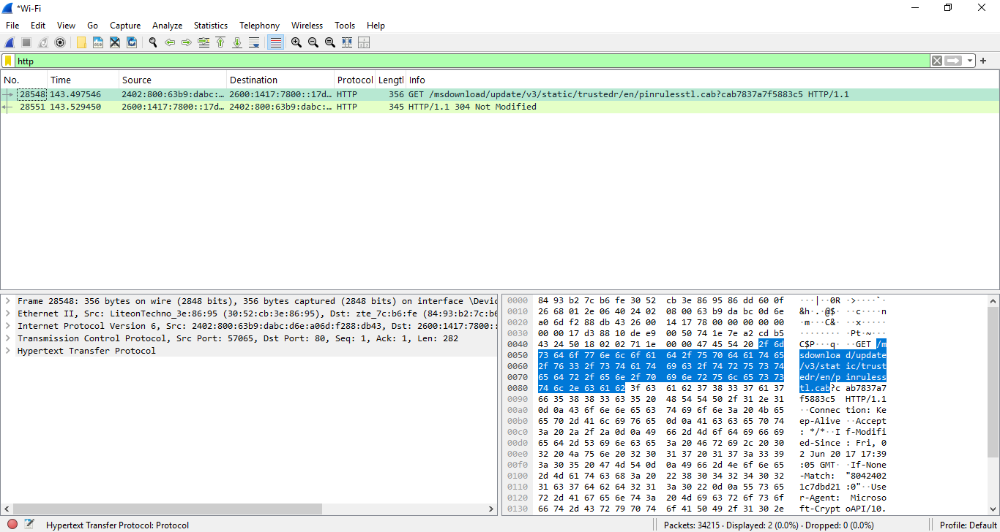 *Wi-Fi
File Edit View Go Capture Analyze Statistics Telephony Wireless Tools Help
http
No. Time Source Destination Protocol Lengtl Info
28548 143.497546 2402:800:63b9:dabc:… 2600:1417:7800::17d… HTTP 356 GET /msdownload/update/v3/static/trustedr/en/pinrulesstl.cab?cab7837a7f5883c5 HTTP/1.1
28551 143.529450 2600:1417:7800::17d… 2402:800:63b9:dabc:… HTTP 345 HTTP/1.1 304 Not Modified
Frame 28548: 356 bytes on wire (2848 bits), 356 bytes captured (2848 bits) on interface \Devic
Ethernet II, Src: LiteonTechno_3e:86:95 (30:52:cb:3e:86:95), Dst: zte_7c:b6:fe (84:93:b2:7c:b6
Internet Protocol Version 6, Src: 2402:800:63b9:dabc:d6e:a06d:f288:db43, Dst: 2600:1417:7800::
Transmission Control Protocol, Src Port: 57065, Dst Port: 80, Seq: 1, Ack: 1, Len: 282
Hypertext Transfer Protocol
0000 84 93 b2 7c b6 fe 30 52 cb 3e 86 95 86 dd 60 0f ···|··0R ·>····`·
0010 26 68 01 2e 06 40 24 02 08 00 63 b9 da bc 0d 6e &h·.·@$· ··c····n
0020 a0 6d f2 88 db 43 26 00 14 17 78 00 00 00 00 00 ·m···C&· ··x·····
0030 00 00 17 d3 88 10 de e9 00 50 74 1e 7e a2 cd b5 ········ ·Pt·~···
0040 43 24 50 18 02 02 71 1e 00 00 47 45 54 20 2f 6d C$P···q· ··GET /m
0050 73 64 6f 77 6e 6c 6f 61 64 2f 75 70 64 61 74 65 sdownloa d/update
0060 2f 76 33 2f 73 74 61 74 69 63 2f 74 72 75 73 74 /v3/stat ic/trust
0070 65 64 72 2f 65 6e 2f 70 69 6e 72 75 6c 65 73 73 edr/en/p inruless
0080 74 6c 2e 63 61 62 3f 63 61 62 37 38 33 37 61 37 tl.cab?c ab7837a7
0090 66 35 38 38 33 63 35 20 48 54 54 50 2f 31 2e 31 f5883c5 HTTP/1.1
00a0 0d 0a 43 6f 6e 6e 65 63 74 69 6f 6e 3a 20 4b 65 ··Connec tion: Ke
00b0 65 70 2d 41 6c 69 76 65 0d 0a 41 63 63 65 70 74 ep-Alive ··Accept
00c0 3a 20 2a 2f 2a 0d 0a 49 66 2d 4d 6f 64 69 66 69 : */*··I f-Modifi
00d0 65 64 2d 53 69 6e 63 65 3a 20 46 72 69 2c 20 30 ed-Since : Fri, 0
00e0 32 20 4a 75 6e 20 32 30 31 37 20 31 37 3a 33 39 2 Jun 20 17 17:39
00f0 3a 30 35 20 47 4d 54 0d 0a 49 66 2d 4e 6f 6e 65 :05 GMT· ·If-None
0100 2d 4d 61 74 63 68 3a 20 22 38 30 34 32 34 30 32 -Match: "8042402
0110 31 63 37 64 62 64 32 31 3a 30 22 0d 0a 55 73 65 1c7dbd21 :0"··Use
0120 72 2d 41 67 65 6e 74 3a 20 4d 69 63 72 6f 73 6f r-Agent: Microso
0130 66 74 2d 43 72 79 70 74 6f 41 50 49 2f 31 30 2e ft-Crypt oAPI/10.
Hypertext Transfer Protocol: Protocol
Packets: 34215 · Displayed: 2 (0.0%) · Dropped: 0 (0.0%)
Profile: Default